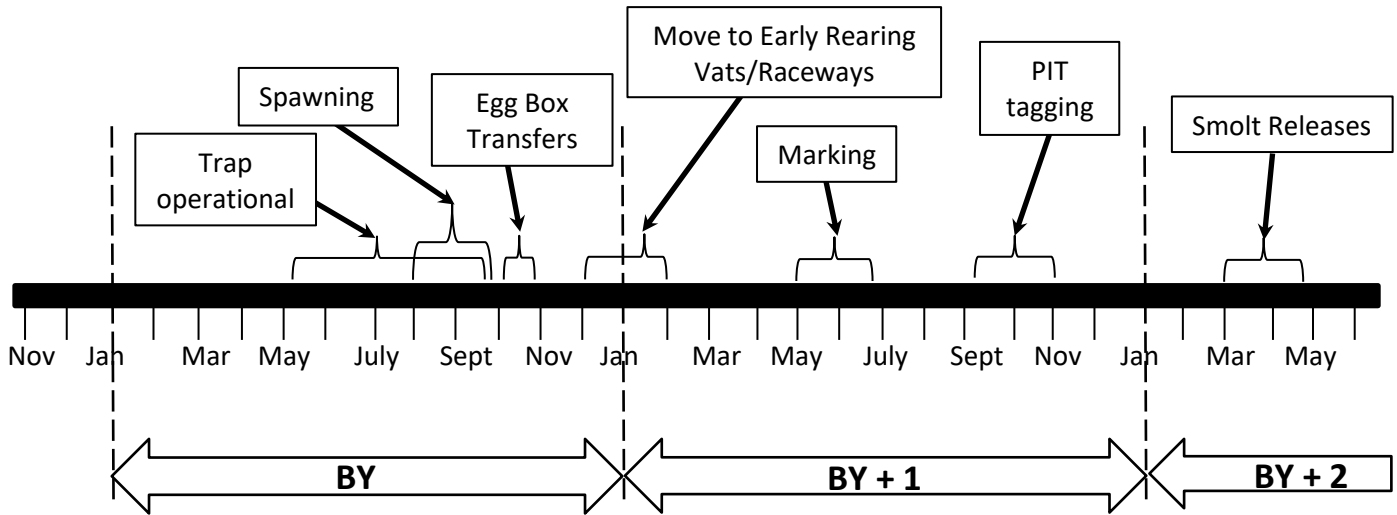 Move to Early Rearing
Vats/Raceways
PIT
tagging
Spawning
Egg Box
Transfers
Smolt Releases
Marking
Trap
operational
Nov Jan Mar May July Sept Nov Jan Mar May July Sept Nov Jan Mar May
BY BY + 1 BY + 2